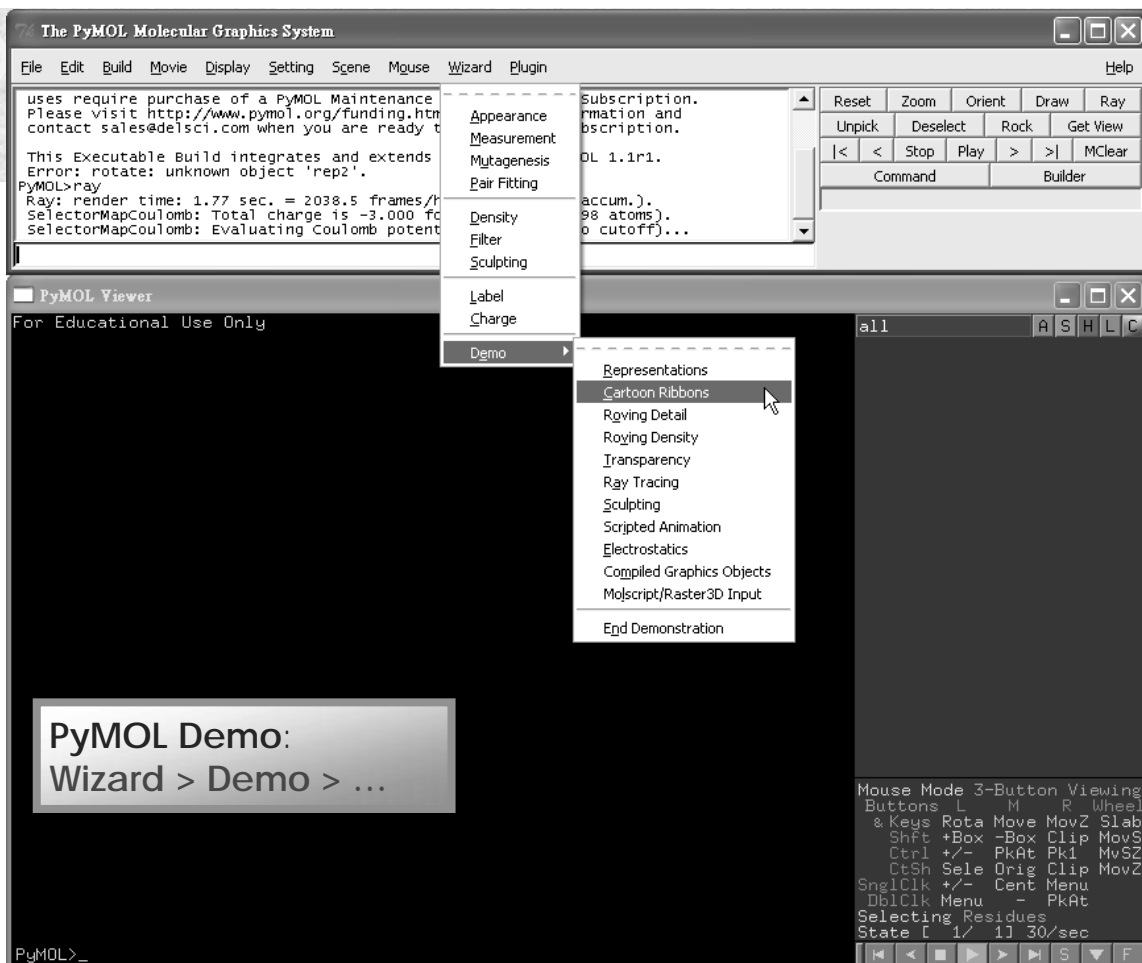 The PyMOL Molecular Graphics System
File Edit Build Movie Display Setting Scene Mouse Wizard Plugin Help
uses require purchase of a PyMOL Maintenance
Subscription.
Please visit http://www.pymol.org/funding.htm
rmation and
contact sales@delsci.com when you are ready t
bscription.
This Executable Build integrates and extends
OL 1.1r1.
Error: rotate: unknown object 'rep2'.
PyMOL>ray
Ray: render time: 1.77 sec. = 2038.5 frames/h
accum.).
SelectorMapCoulomb: Total charge is -3.000 fo
98 atoms).
SelectorMapCoulomb: Evaluating Coulomb potent
o cutoff)...
Reset Zoom Orient Draw Ray
Unpick Deselect Rock Get View
|< < Stop Play > >| MClear
Command Builder
Appearance
Measurement
Mutagenesis
Pair Fitting
Density
Filter
Sculpting
Label
Charge
Demo
Representations
Cartoon Ribbons
Roving Detail
Roving Density
Transparency
Ray Tracing
Sculpting
Scripted Animation
Electrostatics
Compiled Graphics Objects
Molscript/Raster3D Input
End Demonstration
PyMOL Viewer
For Educational Use Only
all A S H L C
PyMOL Demo:
Wizard > Demo > ...
Mouse Mode 3-Button Viewing
Buttons L M R Wheel
& Keys Rota Move MovZ Slab
Shft +Box -Box Clip MovS
Ctrl +/- PkAt Pk1 MvSZ
CtSh Sele Orig Clip MovZ
SnglClk +/- Cent Menu
DblClk Menu - PkAt
Selecting Residues
State [ 1/ 1] 30/sec
PyMOL>_
S F